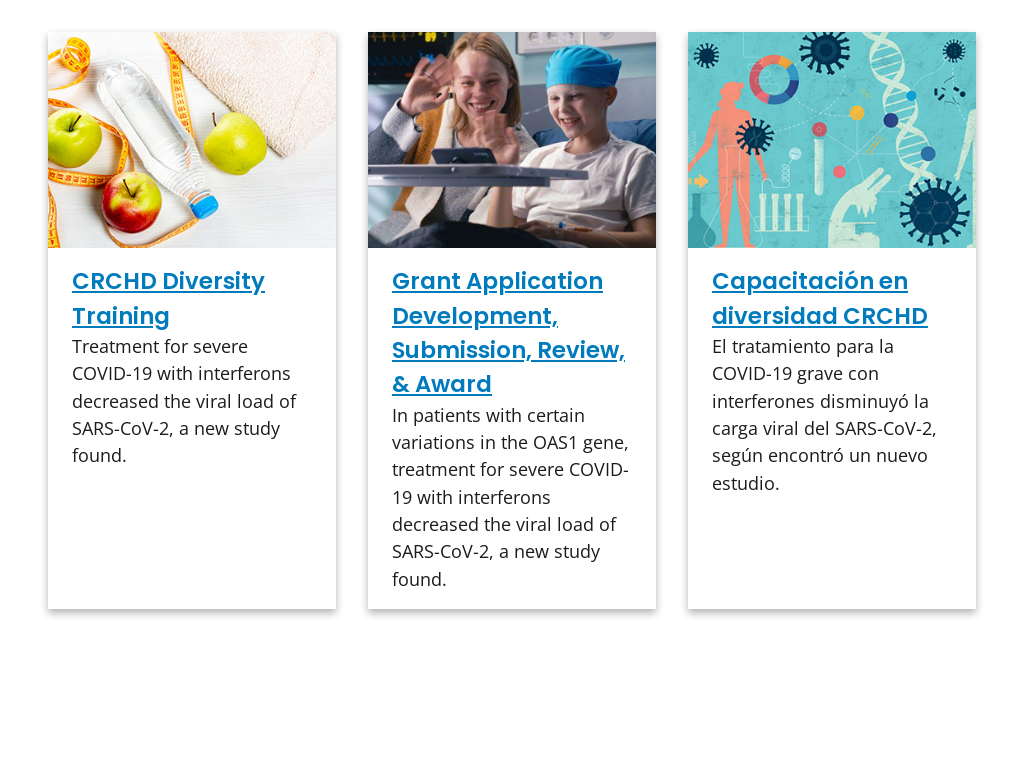 CRCHD Diversity
Training
Treatment for severe
COVID-19 with interferons
decreased the viral load of
SARS-CoV-2, a new study
found.
Grant Application
Development,
Submission, Review,
& Award
In patients with certain
variations in the OAS1 gene,
treatment for severe COVID-
19 with interferons
decreased the viral load of
SARS-CoV-2, a new study
found.
Capacitación en
diversidad CRCHD
El tratamiento para la
COVID-19 grave con
interferones disminuyó la
carga viral del SARS-CoV-2,
según encontró un nuevo
estudio.